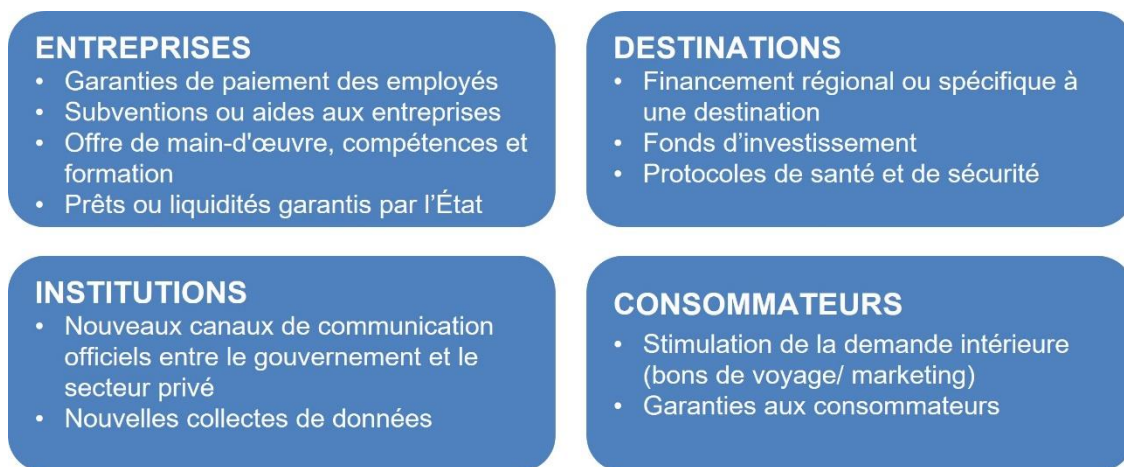 ENTREPRISES
• Garanties de paiement des employés
• Subventions ou aides aux entreprises
• Offre de main-d'œuvre, compétences et
formation
• Prêts ou liquidités garantis par l’État
DESTINATIONS
• Financement régional ou spécifique à
une destination
• Fonds d’investissement
• Protocoles de santé et de sécurité
INSTITUTIONS
• Nouveaux canaux de communication
officiels entre le gouvernement et le
secteur privé
• Nouvelles collectes de données
CONSOMMATEURS
• Stimulation de la demande intérieure
(bons de voyage/ marketing)
• Garanties aux consommateurs